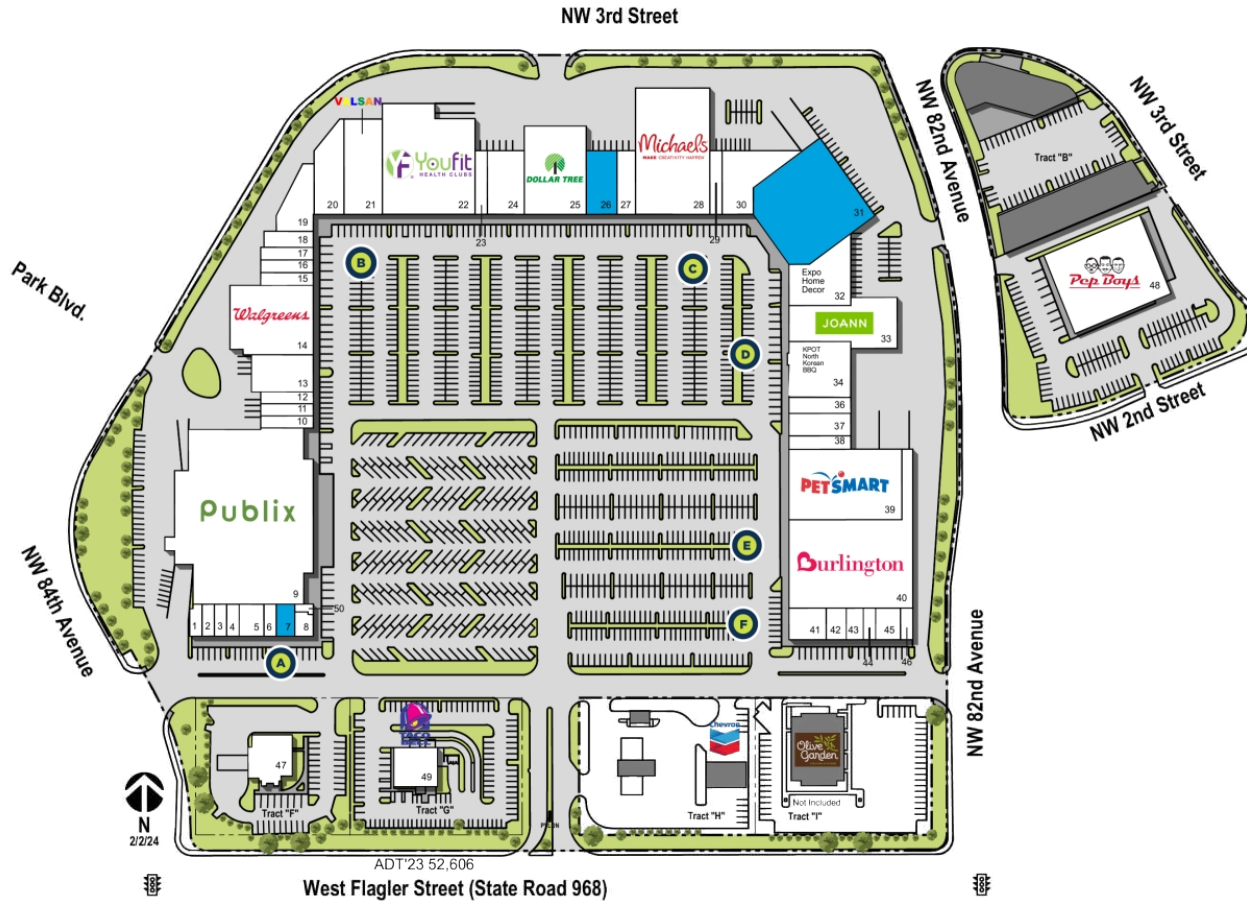 NW 3rd Street
VALSAN
YouFit
HEALTH CLUBS
DOLLAR TREE
Michaels
MAKE CREATIVITY HAPPEN
NW 82nd Avenue
NW 3rd Street
Tract "B"
20
21
22
24
25
26
27
28
30
31
19
18
17
16
15
23
29
B
C
Park Blvd.
Expo
Home
Decor
32
Pep Boys
48
Walgreens
14
JOANN
33
D
KPOT
North
Korean
BBQ
34
13
12
11
10
36
37
38
NW 2nd Street
Publix
9
PETSMART
39
E
Burlington
40
50
1
2
3
4
5
6
7
8
F
41
42
43
44
45
46
A
NW 84th Avenue
NW 82nd Avenue
TACO
47
Tract "F"
49
Tract "G"
Chevron
Tract "H"
Olive
Garden
Not Included
Tract "I"
PYLON
N
2/2/24
ADT'23 52,606
West Flagler Street (State Road 968)